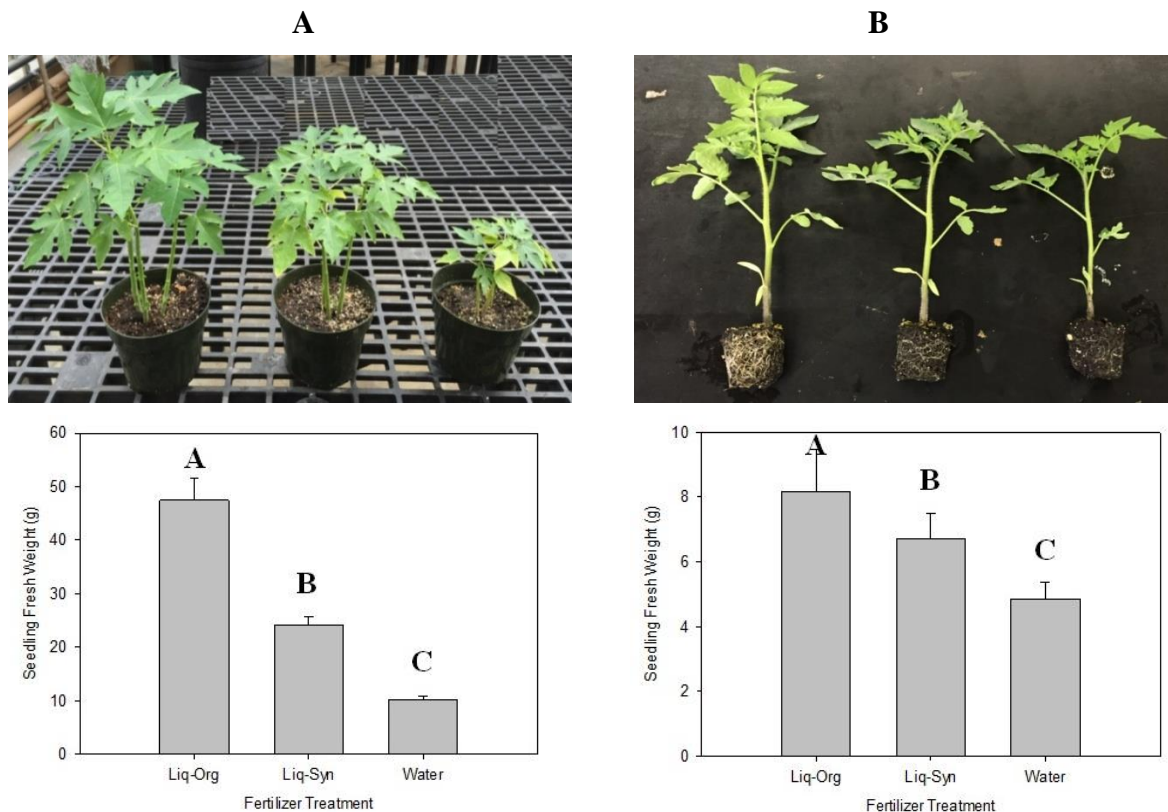 A
B
60
50
40
30
20
10
0
Seedling Fresh Weight (g)
A
B
C
Liq-Org
Liq-Syn
Water
Fertilizer Treatment
10
8
6
4
2
0
Seedling Fresh Weight (g)
A
B
C
Liq-Org
Liq-Syn
Water
Fertilizer Treatment